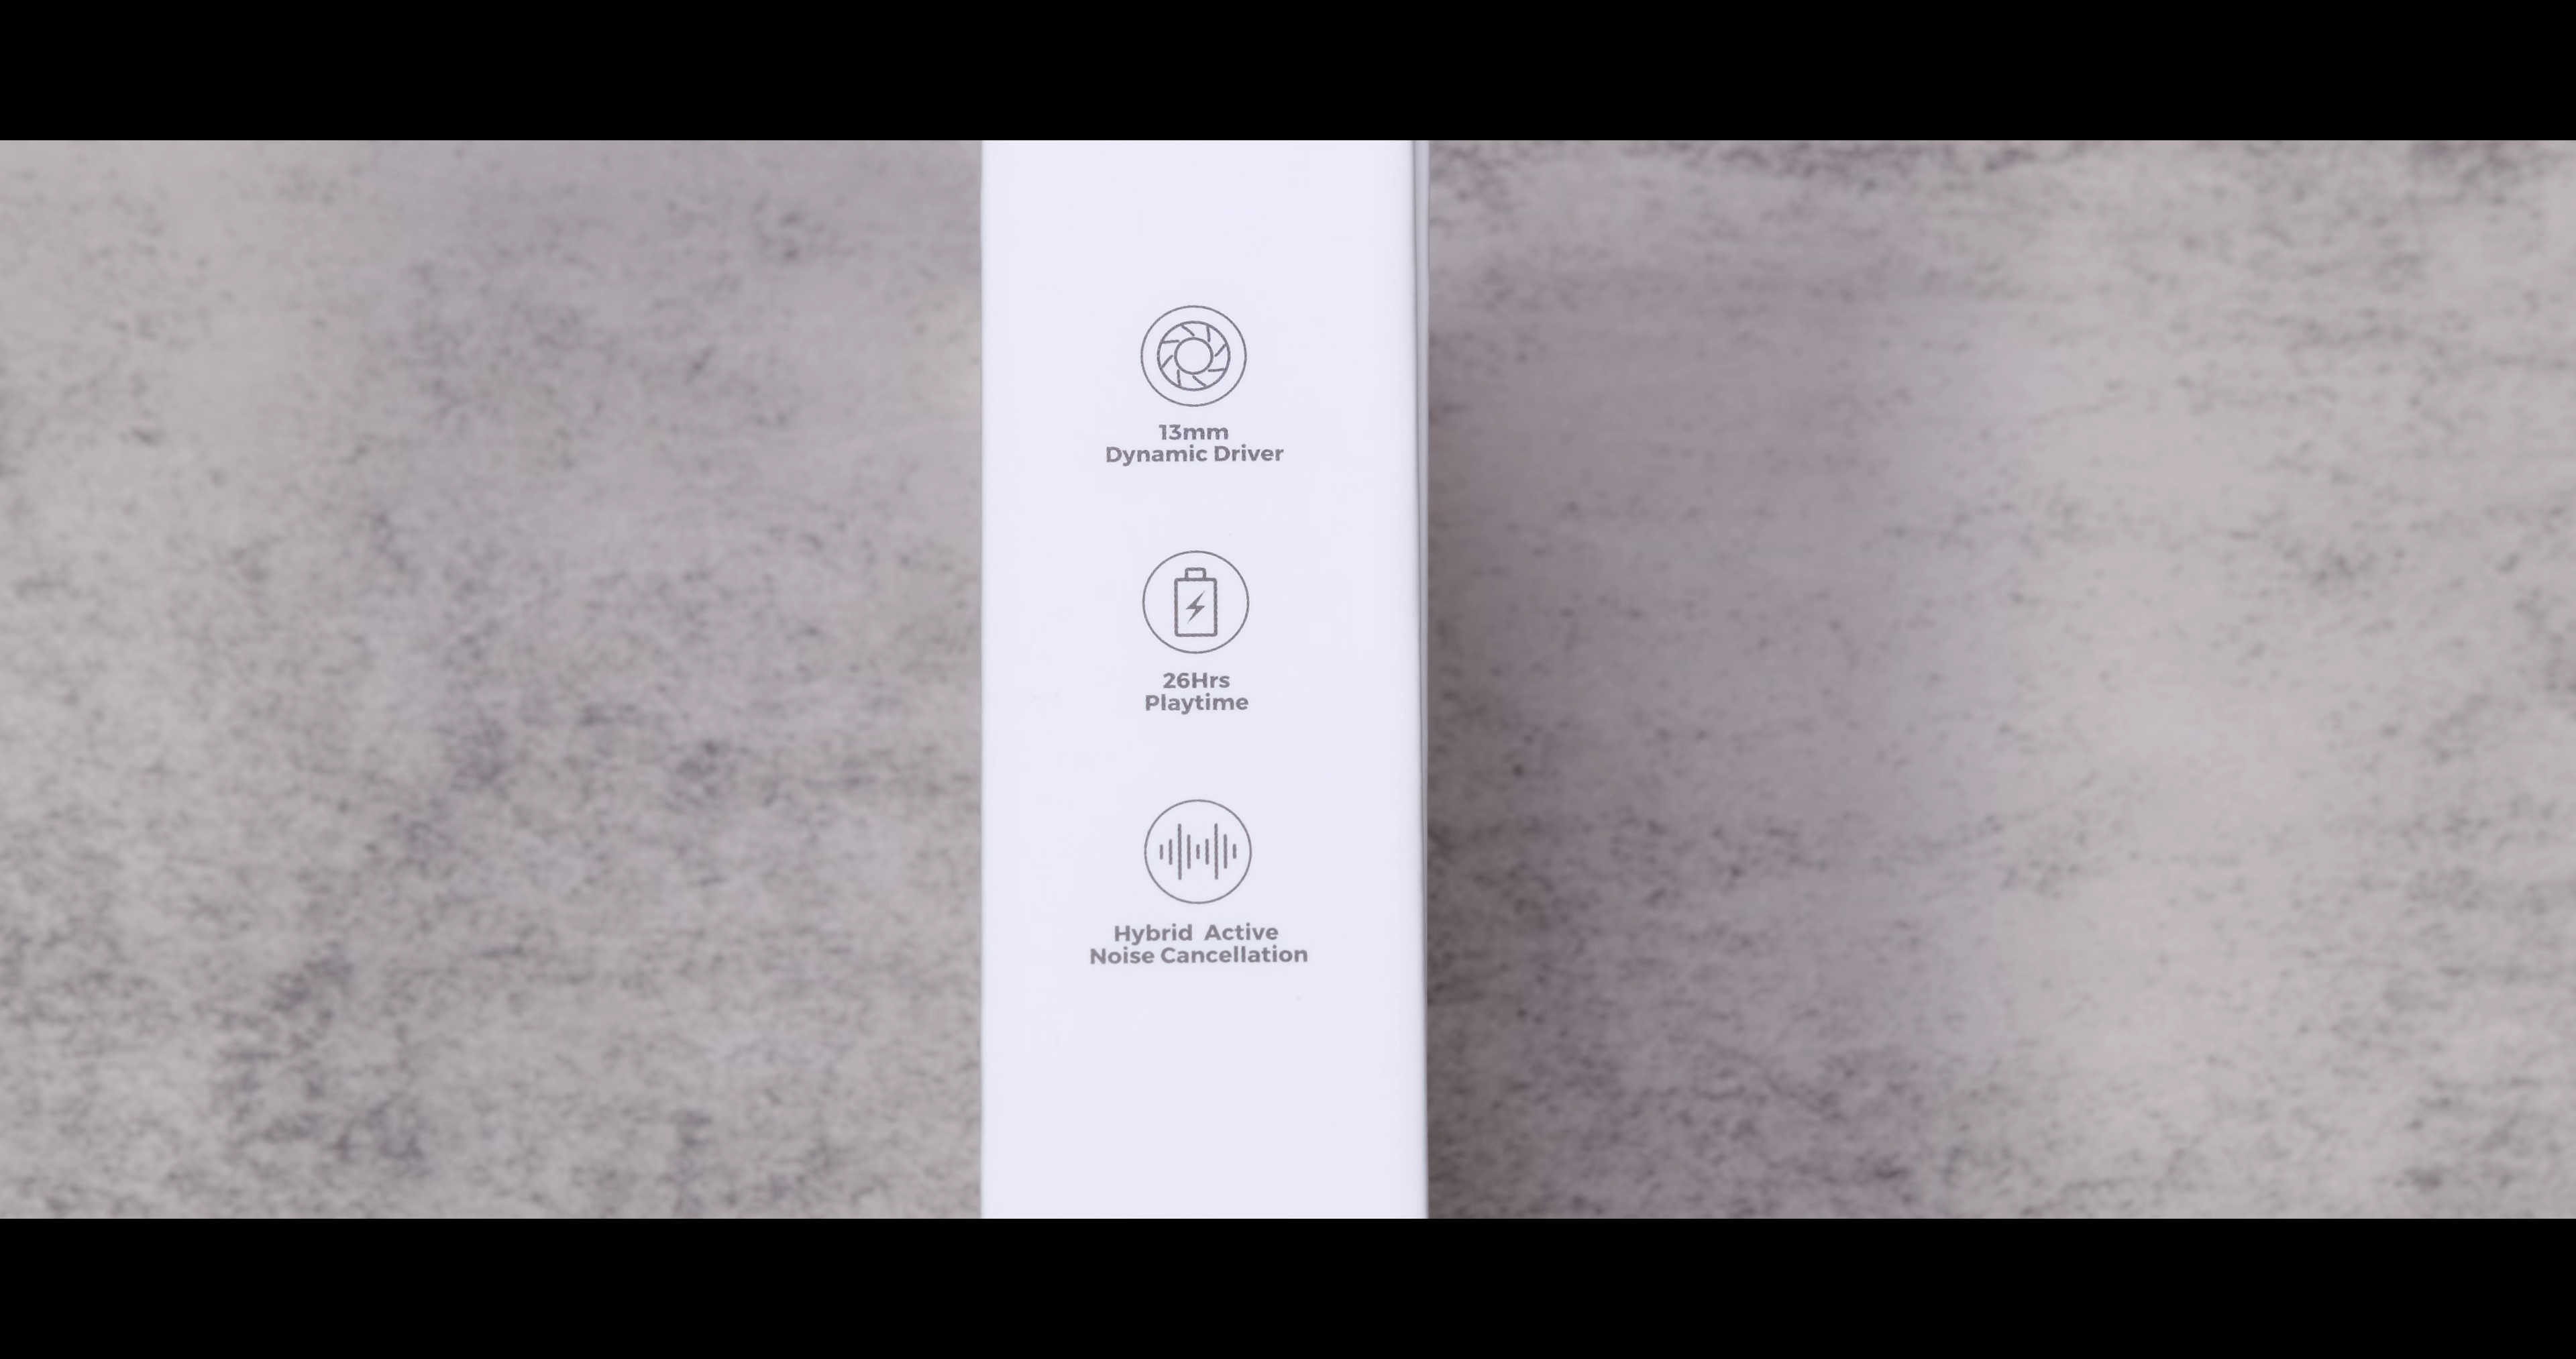 13mm
Dynamic Driver
26Hrs
Playtime
Hybrid Active
Noise Cancellation